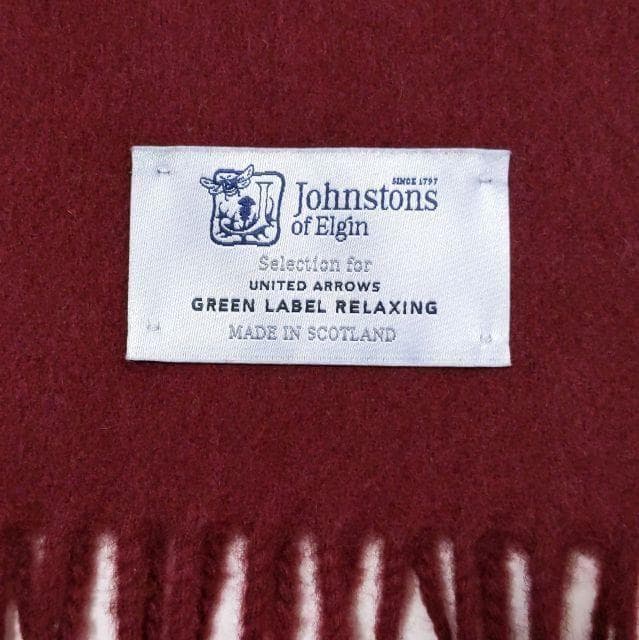 SINCE 1797
Johnstons
of Elgin
Selection for
UNITED ARROWS
GREEN LABEL RELAXING
MADE IN SCOTLAND